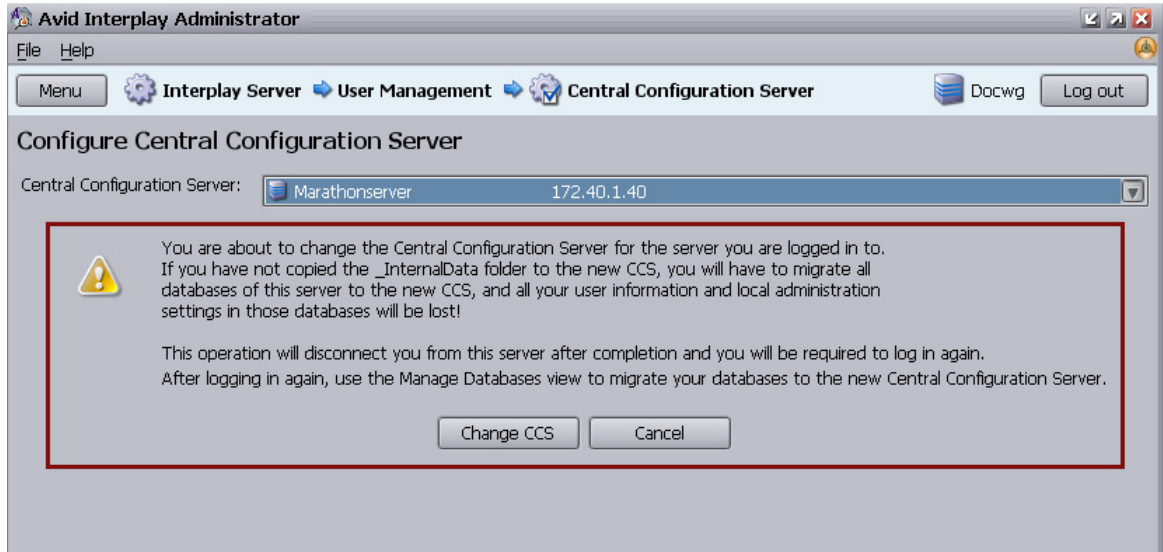 Avid Interplay Administrator
File Help
Menu Interplay Server User Management Central Configuration Server Docwg Log out
Configure Central Configuration Server
Central Configuration Server: Marathonserver 172.40.1.40
You are about to change the Central Configuration Server for the server you are logged in to.
If you have not copied the _InternalData folder to the new CCS, you will have to migrate all
databases of this server to the new CCS, and all your user information and local administration
settings in those databases will be lost!
This operation will disconnect you from this server after completion and you will be required to log in again.
After logging in again, use the Manage Databases view to migrate your databases to the new Central Configuration Server.
Change CCS Cancel